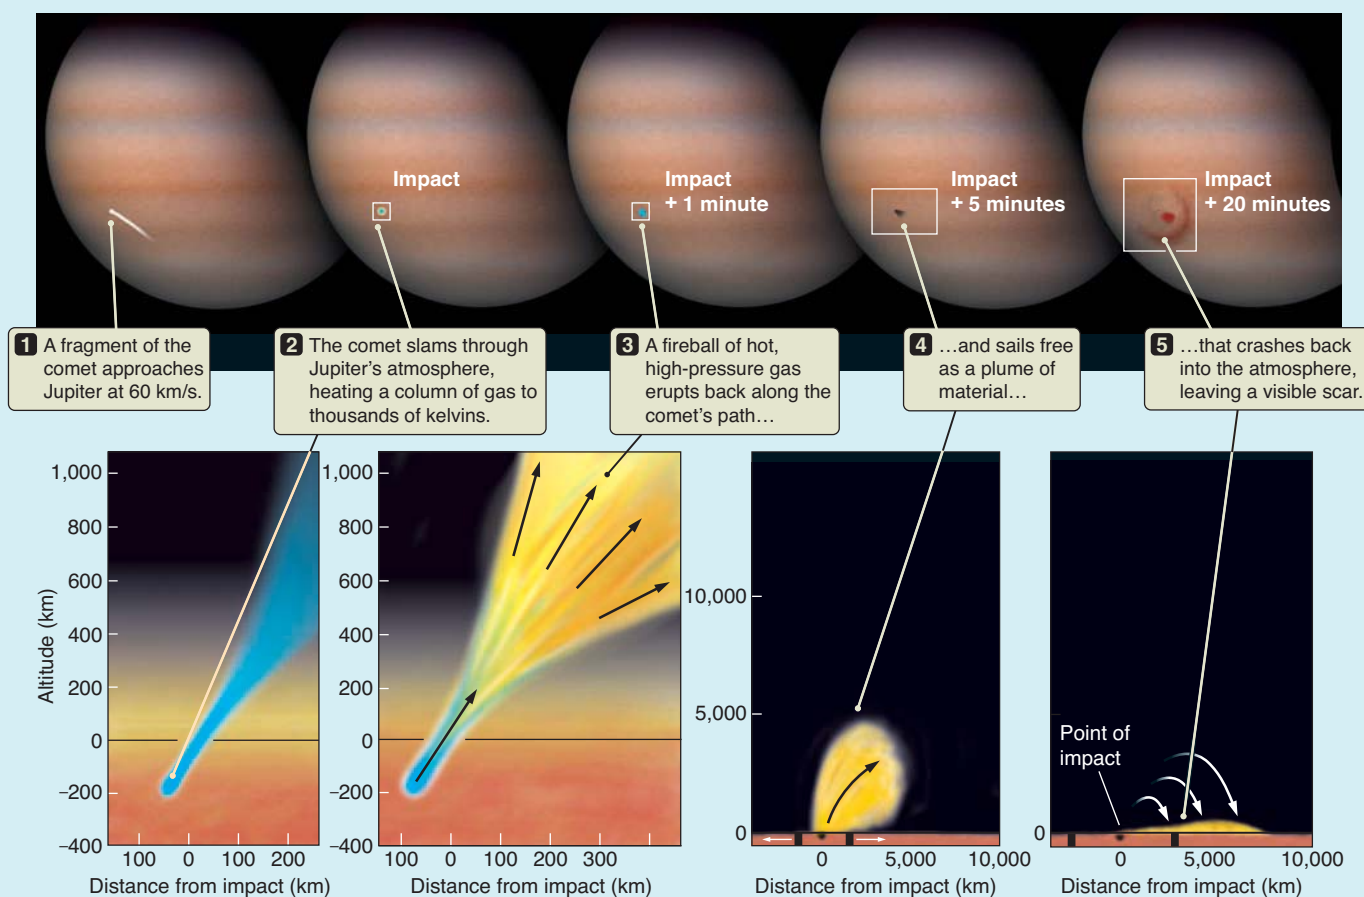 Impact
Impact
+ 1 minute
Impact
+ 5 minutes
Impact
+ 20 minutes
1 A fragment of the
comet approaches
Jupiter at 60 km/s.
2 The comet slams through
Jupiter's atmosphere,
heating a column of gas to
thousands of kelvins.
3 A fireball of hot,
high-pressure gas
erupts back along the
comet's path…
4 …and sails free
as a plume of
material…
5 …that crashes back
into the atmosphere,
leaving a visible scar.
Altitude (km)
1,000
800
600
400
200
0
–200
–400
100 0 100 200
Distance from impact (km)
1,000
800
600
400
200
0
–200
–400
100 0 100 200 300
Distance from impact (km)
10,000
5,000
0
0 5,000 10,000
Distance from impact (km)
Point of
impact
0
0 5,000 10,000
Distance from impact (km)